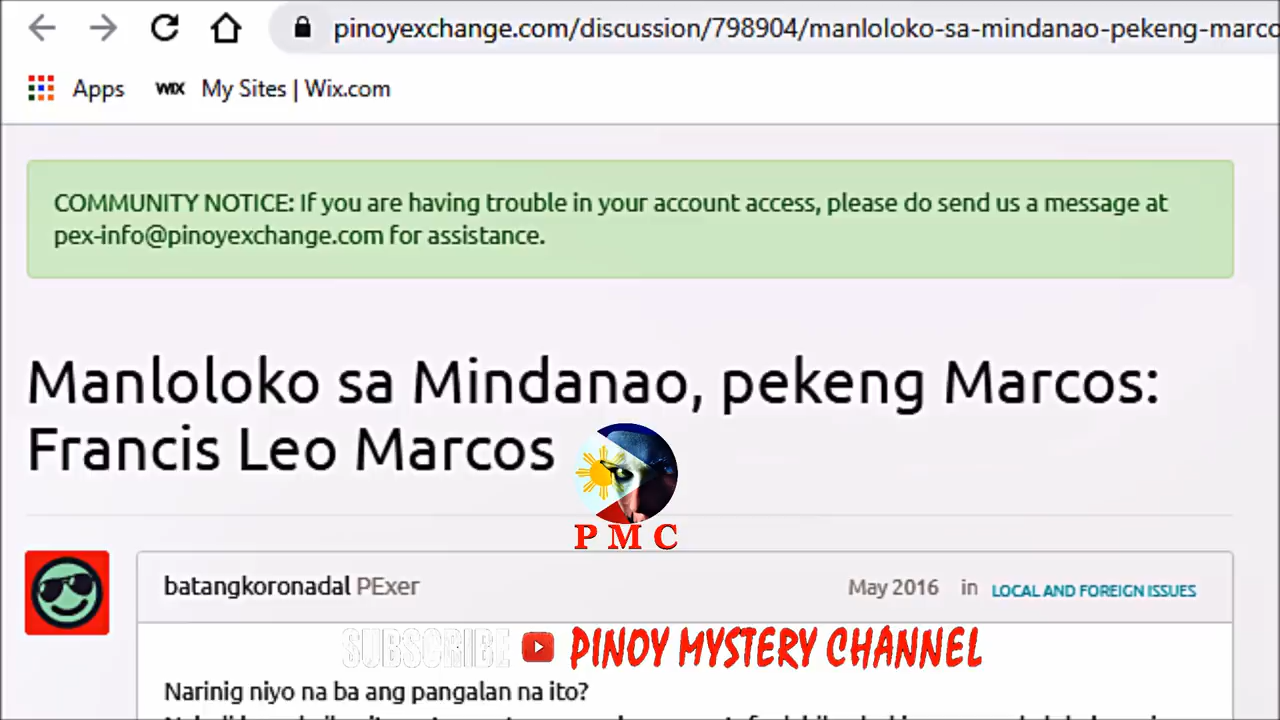 pinoyexchange.com/discussion/798904/manloloko-sa-mindanao-pekeng-marco
Apps WIX My Sites | Wix.com
COMMUNITY NOTICE: If you are having trouble in your account access, please do send us a message at
pex-info@pinoyexchange.com for assistance.
Manloloko sa Mindanao, pekeng Marcos:
Francis Leo Marcos
P M C
batangkoronadal PExer May 2016 in LOCAL AND FOREIGN ISSUES
SUBSCRIBE PINOY MYSTERY CHANNEL
Narinig niyo na ba ang pangalan na ito?